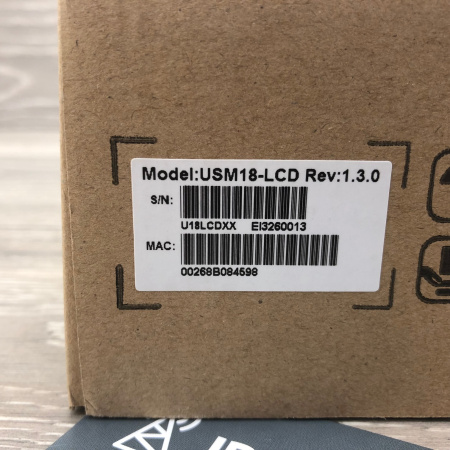 Model:USM18-LCD Rev:1.3.0
S/N:
U18LCDXX EI3260013
MAC:
00268B084598